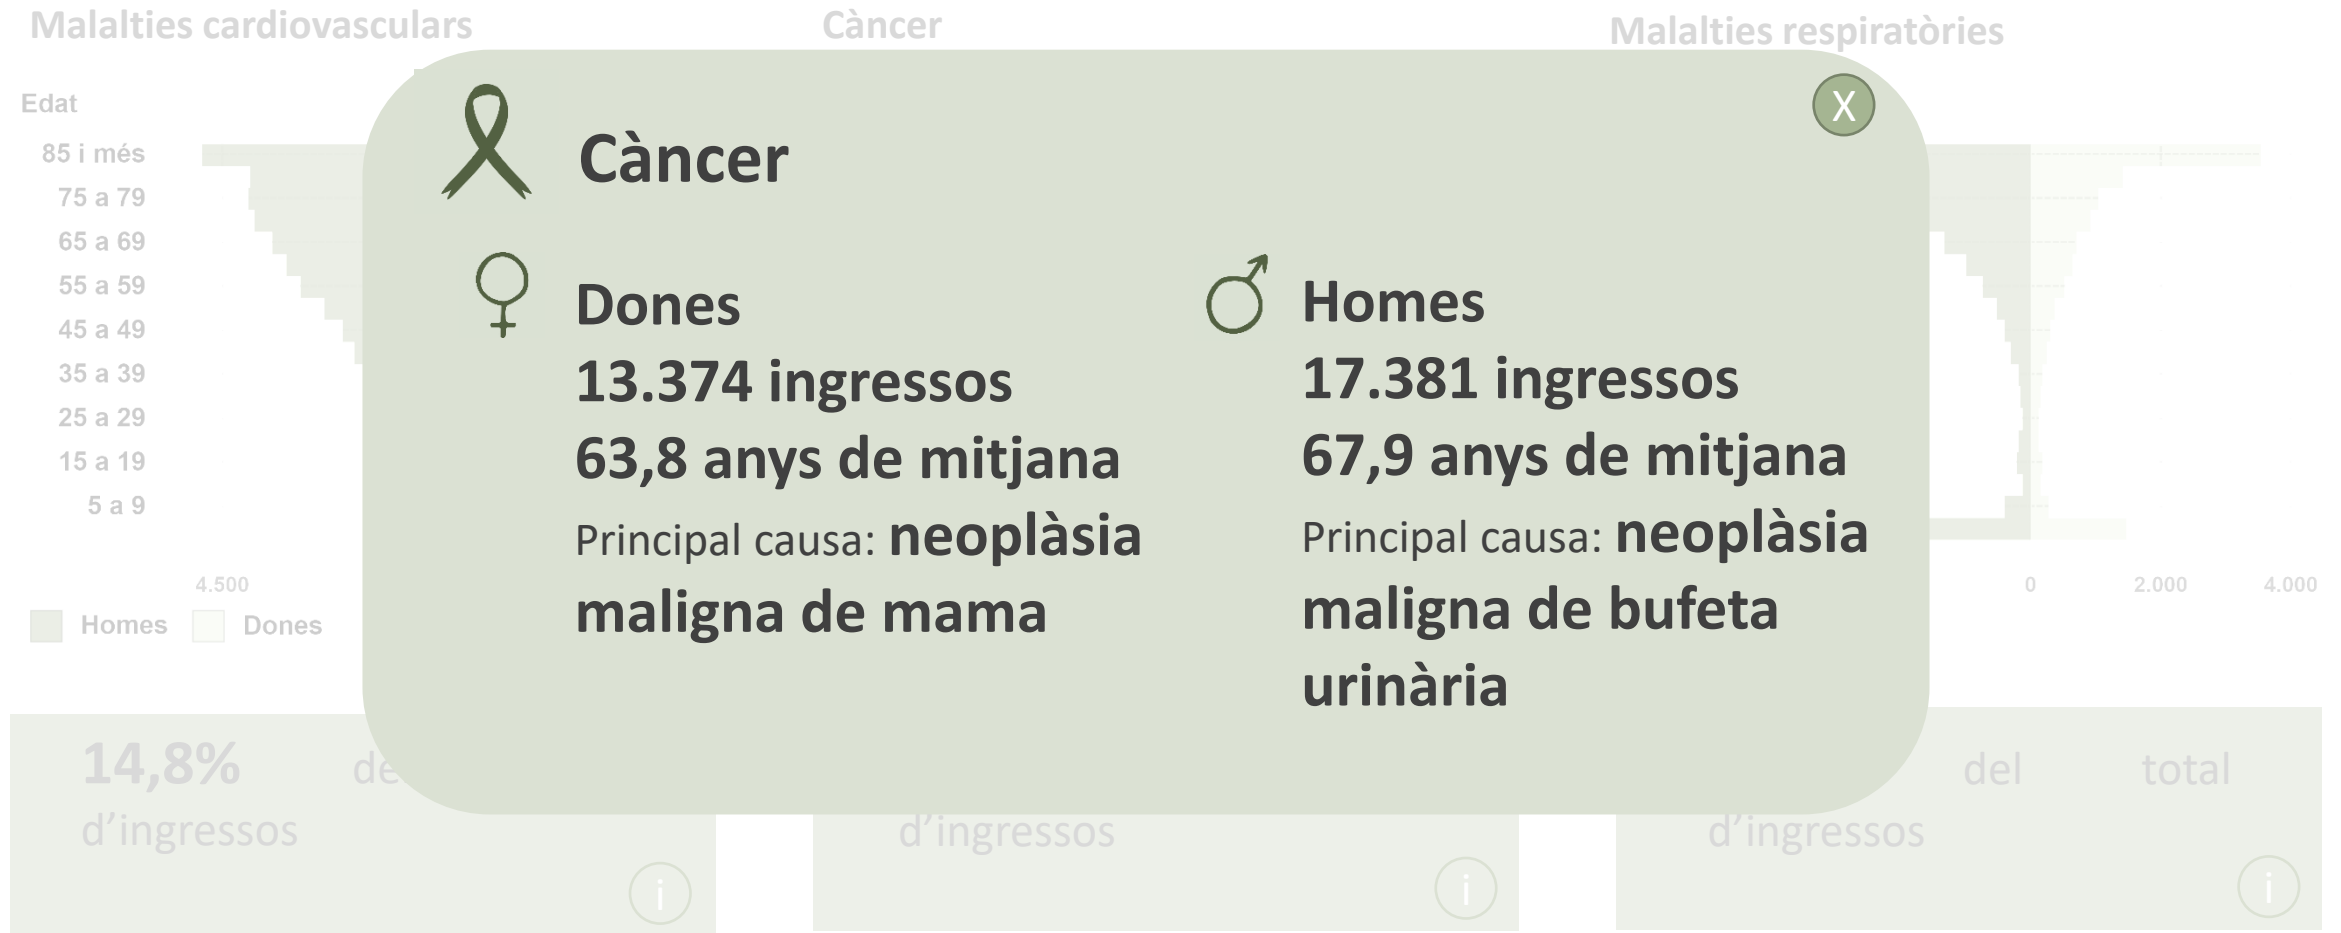 Malalties cardiovasculars
Càncer
Malalties respiratòries
Edat
85 i més
75 a 79
65 a 69
55 a 59
45 a 49
35 a 39
25 a 29
15 a 19
5 a 9
4.500
Homes
Dones
X
Càncer
Dones
13.374 ingressos
63,8 anys de mitjana
Principal causa: neoplàsia
maligna de mama
Homes
17.381 ingressos
67,9 anys de mitjana
Principal causa: neoplàsia
maligna de bufeta
urinària
0
2.000
4.000
14,8%
d’ingressos
i
d’ingressos
i
del total
d’ingressos
i